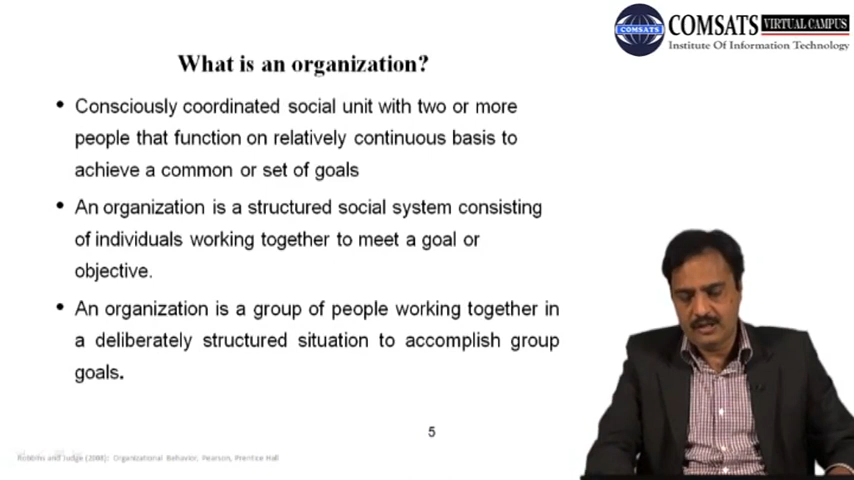 COMSATS VIRTUAL CAMPUS
Institute Of Information Technology
COMSATS
What is an organization?
• Consciously coordinated social unit with two or more
people that function on relatively continuous basis to
achieve a common or set of goals
• An organization is a structured social system consisting
of individuals working together to meet a goal or
objective.
• An organization is a group of people working together in
a deliberately structured situation to accomplish group
goals.
5
Robbins and Judge (2008): Organizational Behavior, Pearson, Prentice Hall